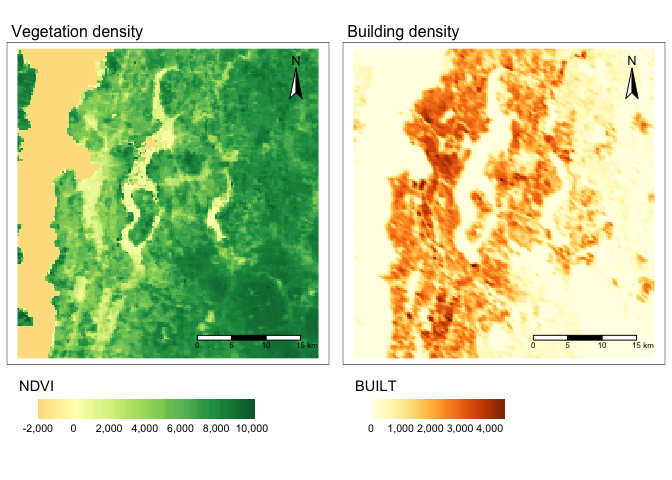 Vegetation density
N
0 5 10 15 km
NDVI
-2,000 0 2,000 4,000 6,000 8,000 10,000
Building density
N
0 5 10 15 km
BUILT
0 1,000 2,000 3,000 4,000